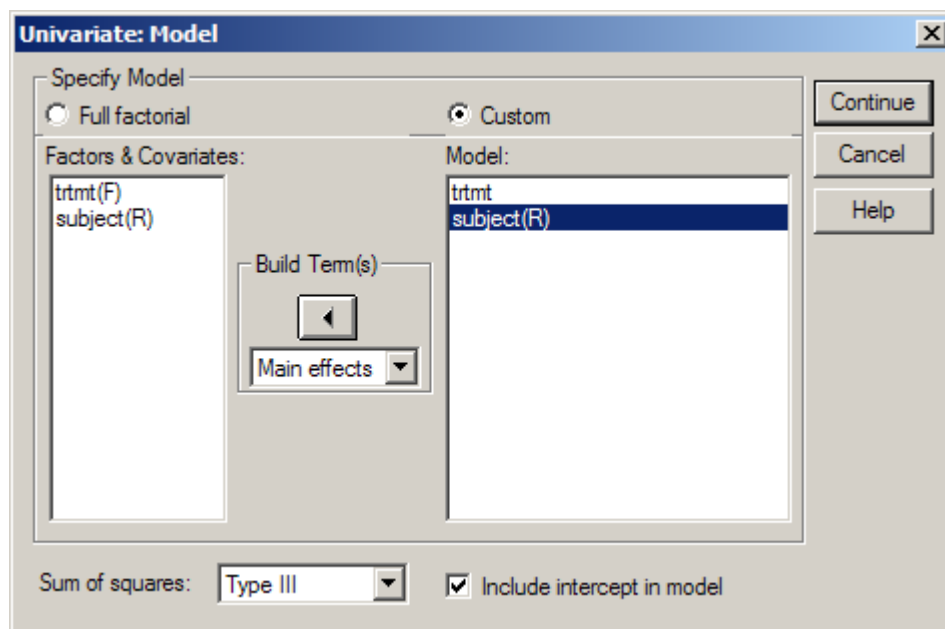 Univariate: Model
Specify Model
Full factorial
Custom
Continue
Factors & Covariates:
Model:
Cancel
trtmt(F)
subject(R)
trtmt
subject(R)
Help
Build Term(s)
Main effects
Sum of squares:
Type III
Include intercept in model